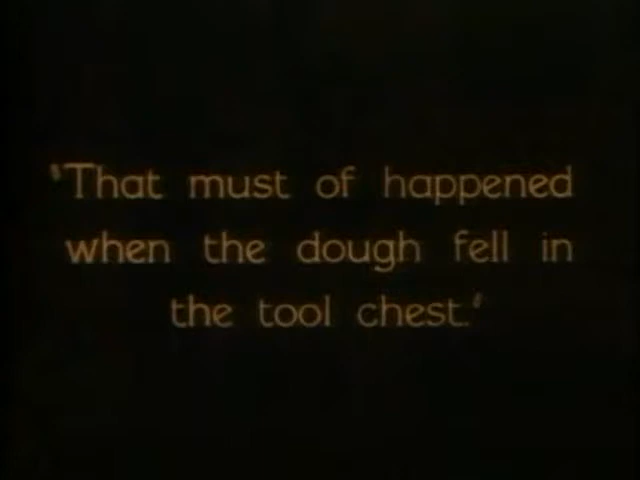 "That must of happened
when the dough fell in
the tool chest."